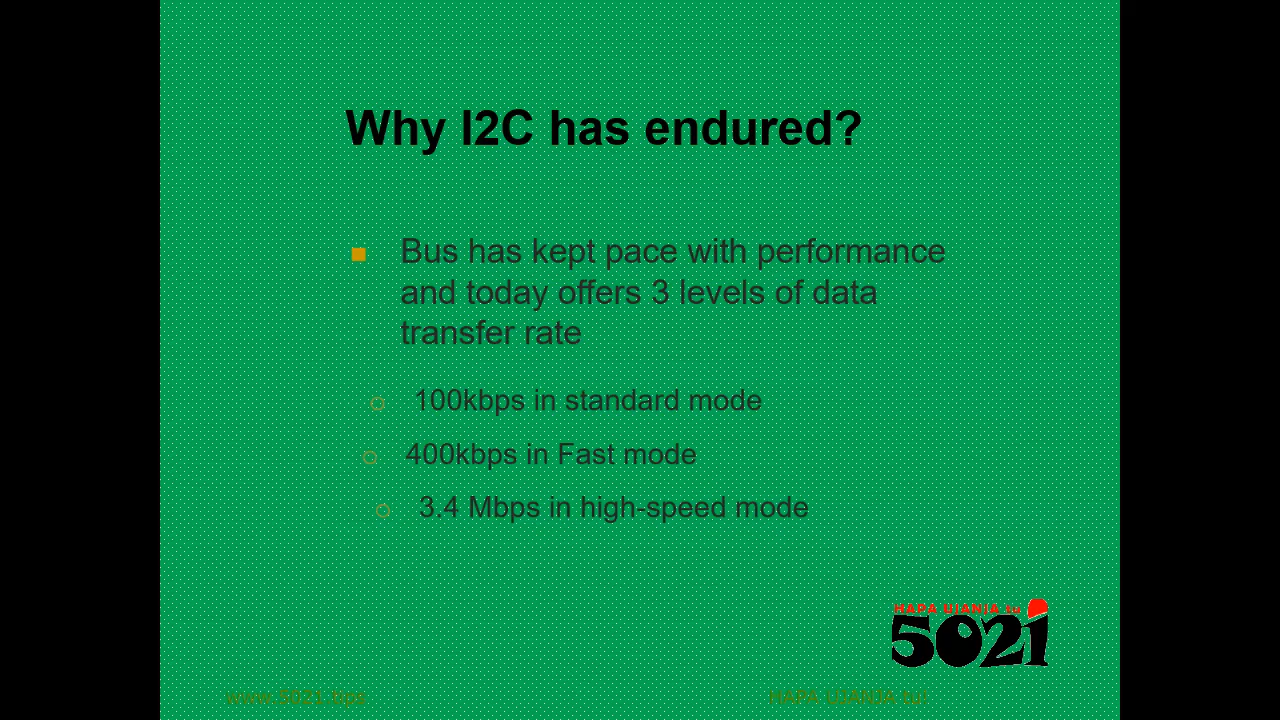 Why I2C has endured?
Bus has kept pace with performance
and today offers 3 levels of data
transfer rate
100kbps in standard mode
400kbps in Fast mode
3.4 Mbps in high-speed mode
HAPA UJANJA tu
5021
www.5021.tips
HAPA UJANJA tu!